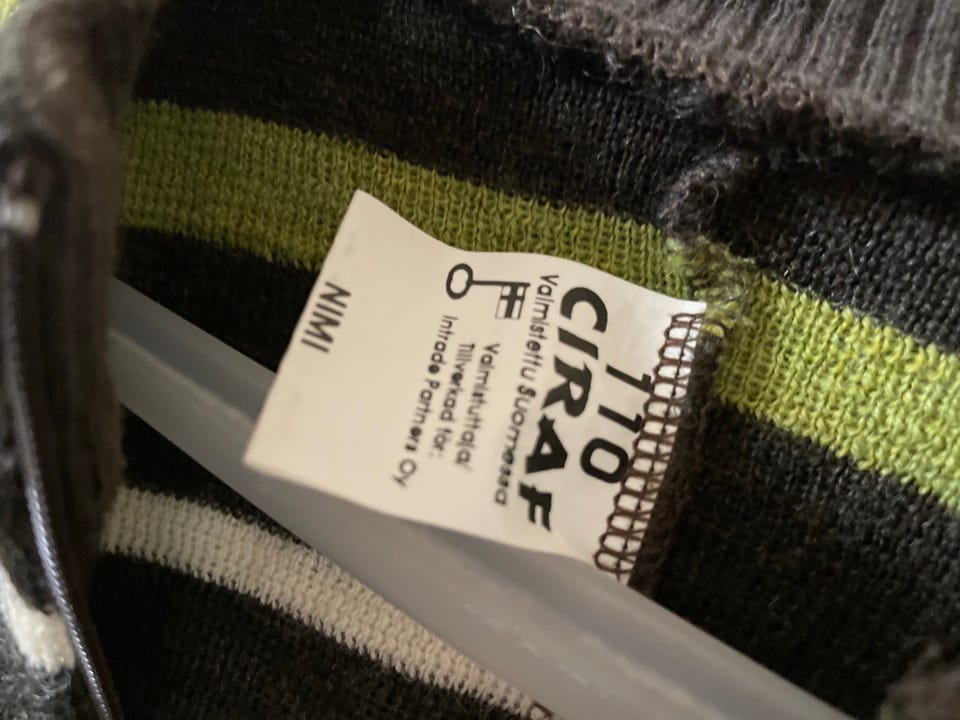 110
CIRAF
Valmistettu Suomessa
Valmistuttaja/
Tillverkad för:
Intrade Partners Oy
NIMI